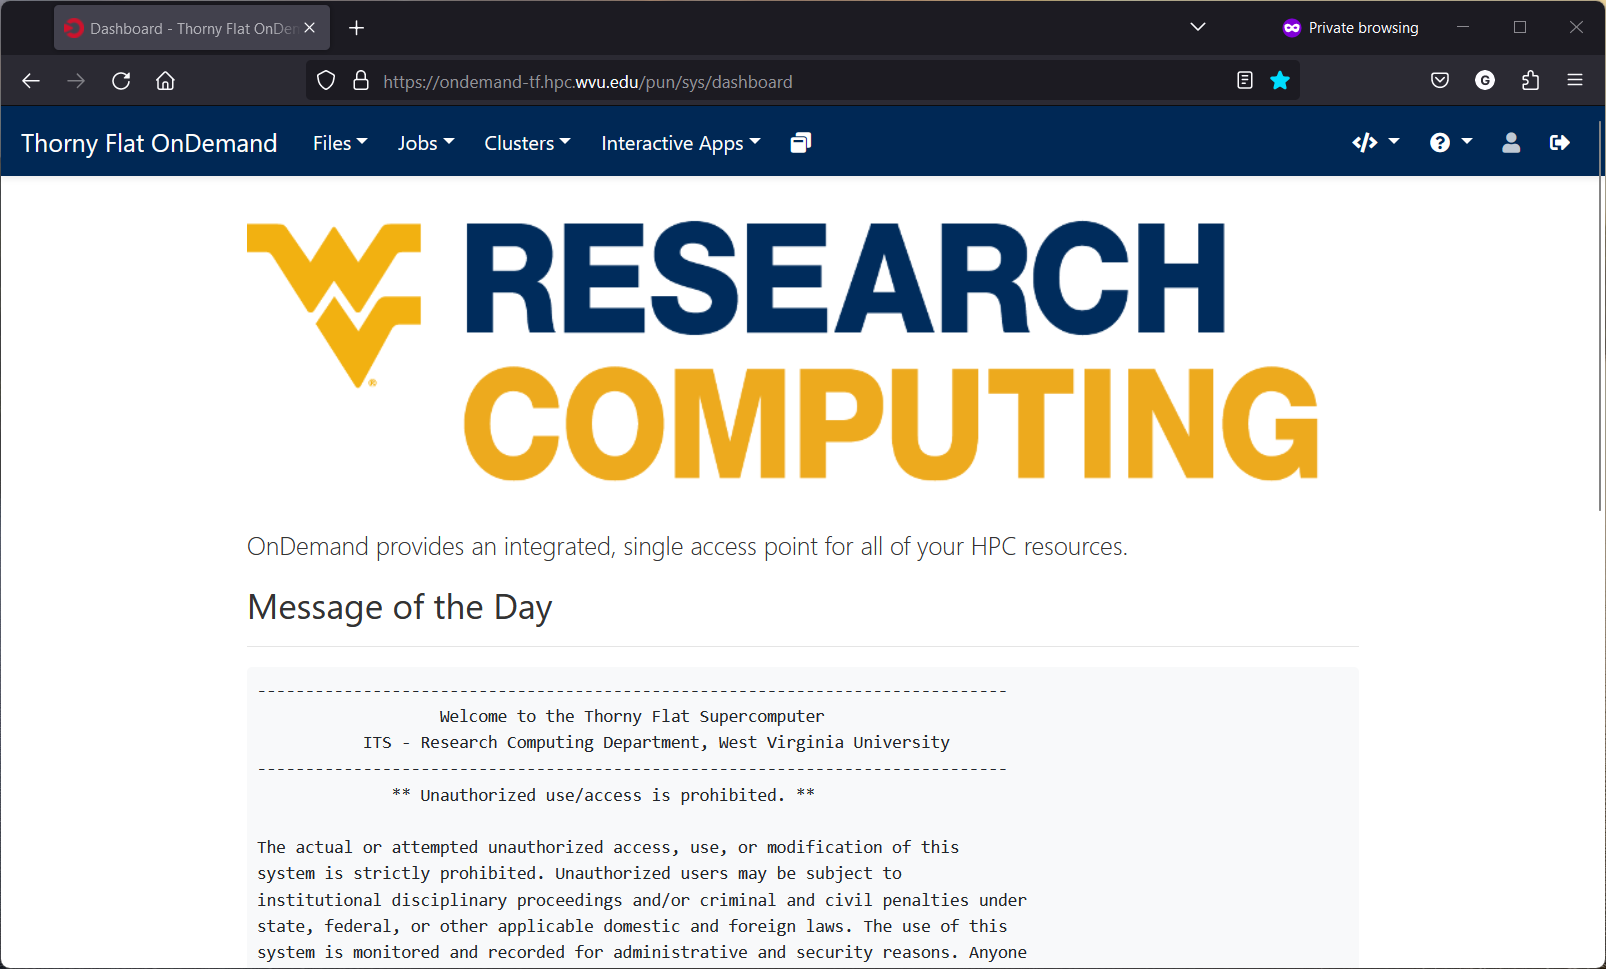 Dashboard - Thorny Flat OnDen
Private browsing
https://ondemand-tf.hpc.wvu.edu/pun/sys/dashboard
G
Thorny Flat OnDemand Files Jobs Clusters Interactive Apps
RESEARCH
COMPUTING
OnDemand provides an integrated, single access point for all of your HPC resources.
Message of the Day
------------------------------------------------------------------------------
Welcome to the Thorny Flat Supercomputer
ITS - Research Computing Department, West Virginia University
------------------------------------------------------------------------------
** Unauthorized use/access is prohibited. **
The actual or attempted unauthorized access, use, or modification of this
system is strictly prohibited. Unauthorized users may be subject to
institutional disciplinary proceedings and/or criminal and civil penalties under
state, federal, or other applicable domestic and foreign laws. The use of this
system is monitored and recorded for administrative and security reasons. Anyone